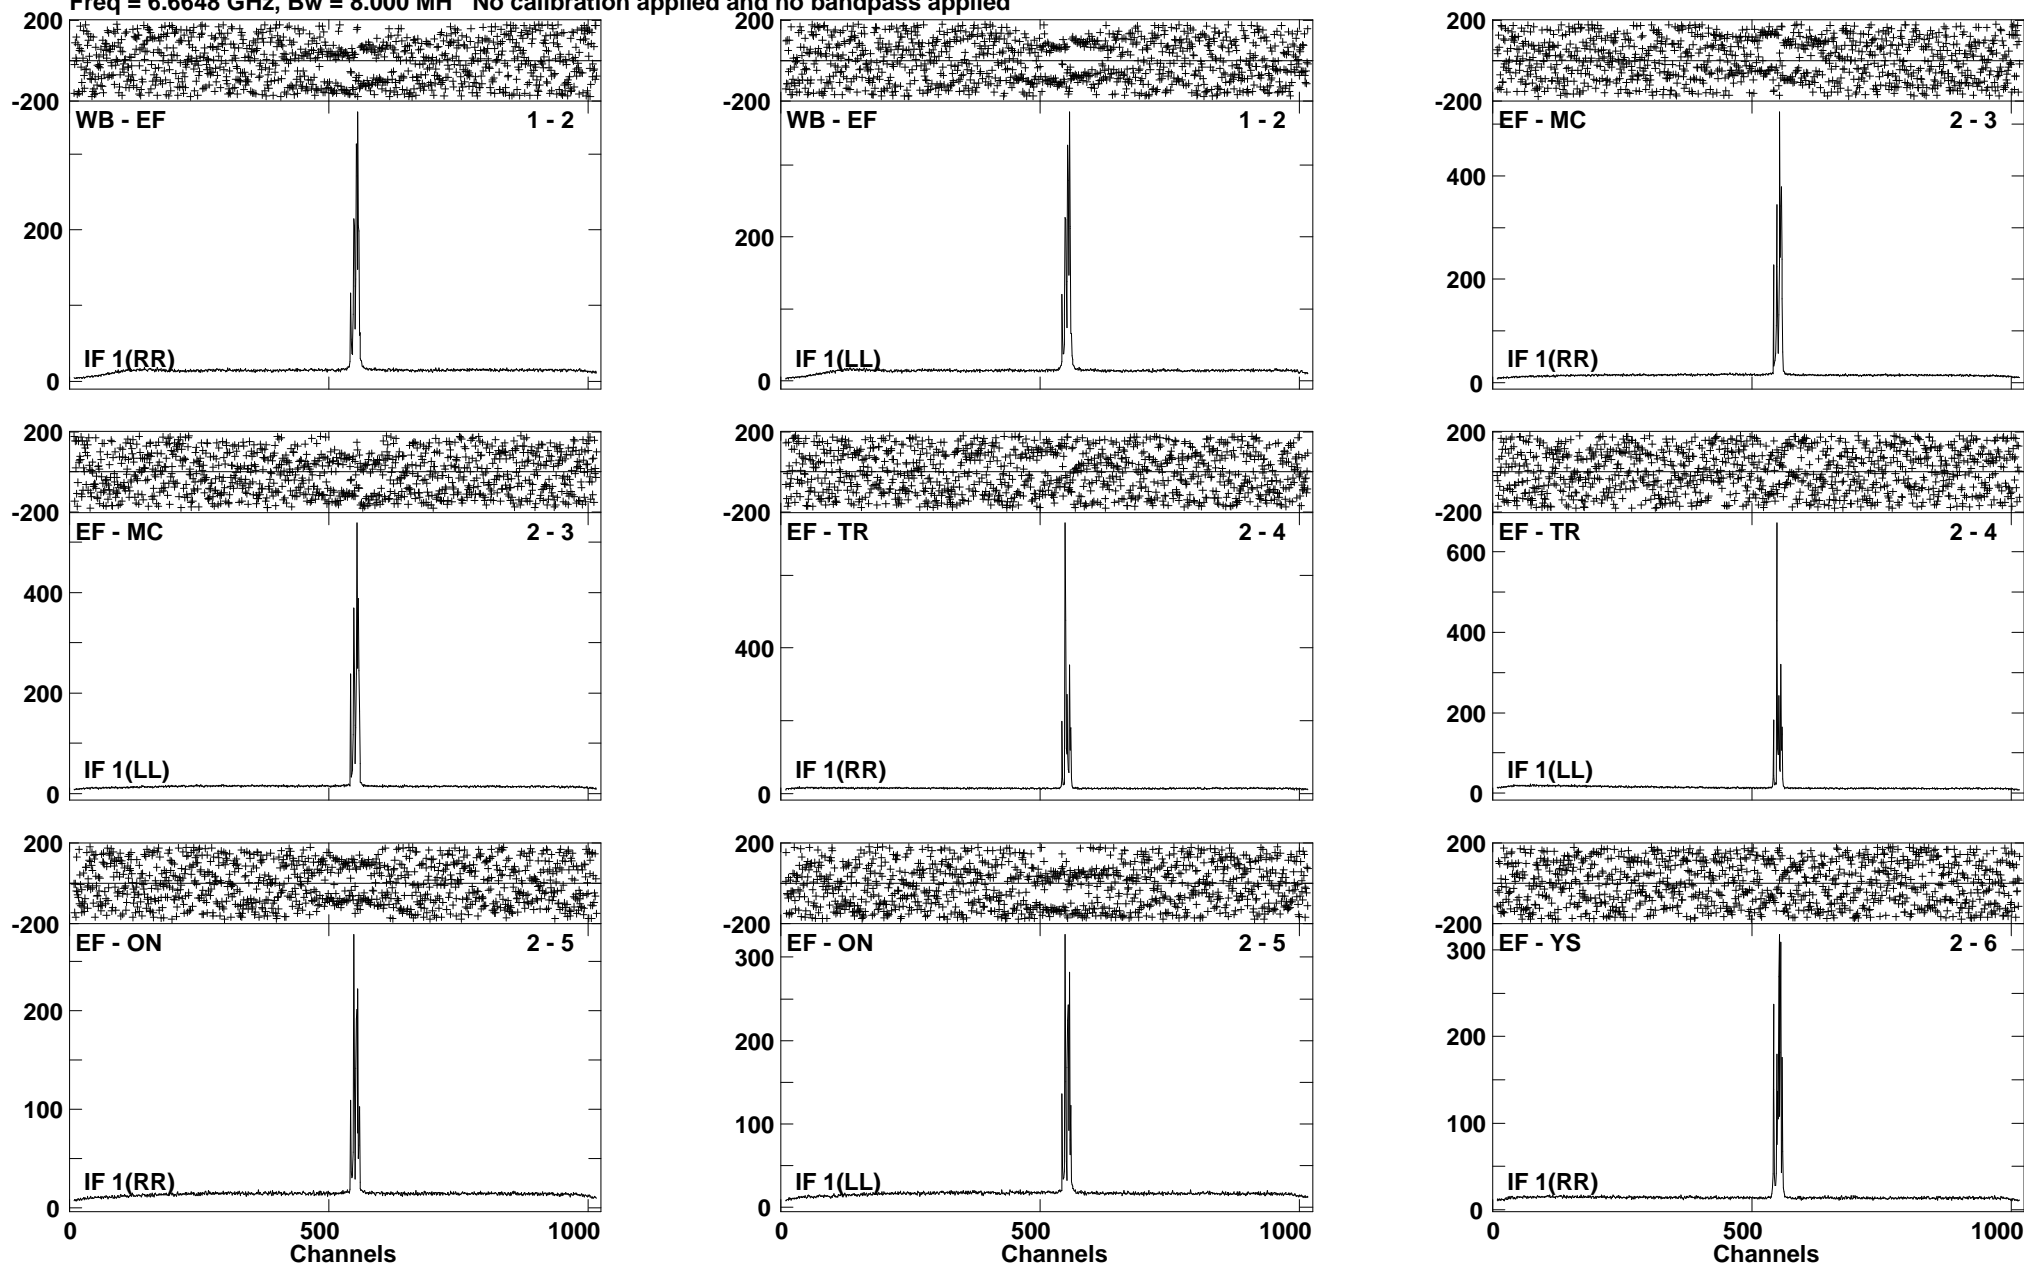 Freq = 6.6648 GHz, Bw = 8.000 MH No calibration applied and no bandpass applied
200
-200
WB - EF 1 - 2
200
IF 1(RR)
0
-200
WB - EF 1 - 2
200
IF 1(LL)
0
200
-200
EF - MC 2 - 3
400
200
IF 1(RR)
0
200
-200
EF - MC 2 - 3
400
200
IF 1(LL)
0
200
-200
EF - TR 2 - 4
400
IF 1(RR)
0
200
-200
EF - TR 2 - 4
600
400
200
IF 1(LL)
0
200
-200
EF - ON 2 - 5
200
100
IF 1(RR)
0
0 500 1000
Channels
200
-200
EF - ON 2 - 5
300
200
100
IF 1(LL)
0
0 500 1000
Channels
200
-200
EF - YS 2 - 6
300
200
100
IF 1(RR)
0
0 500 1000
Channels